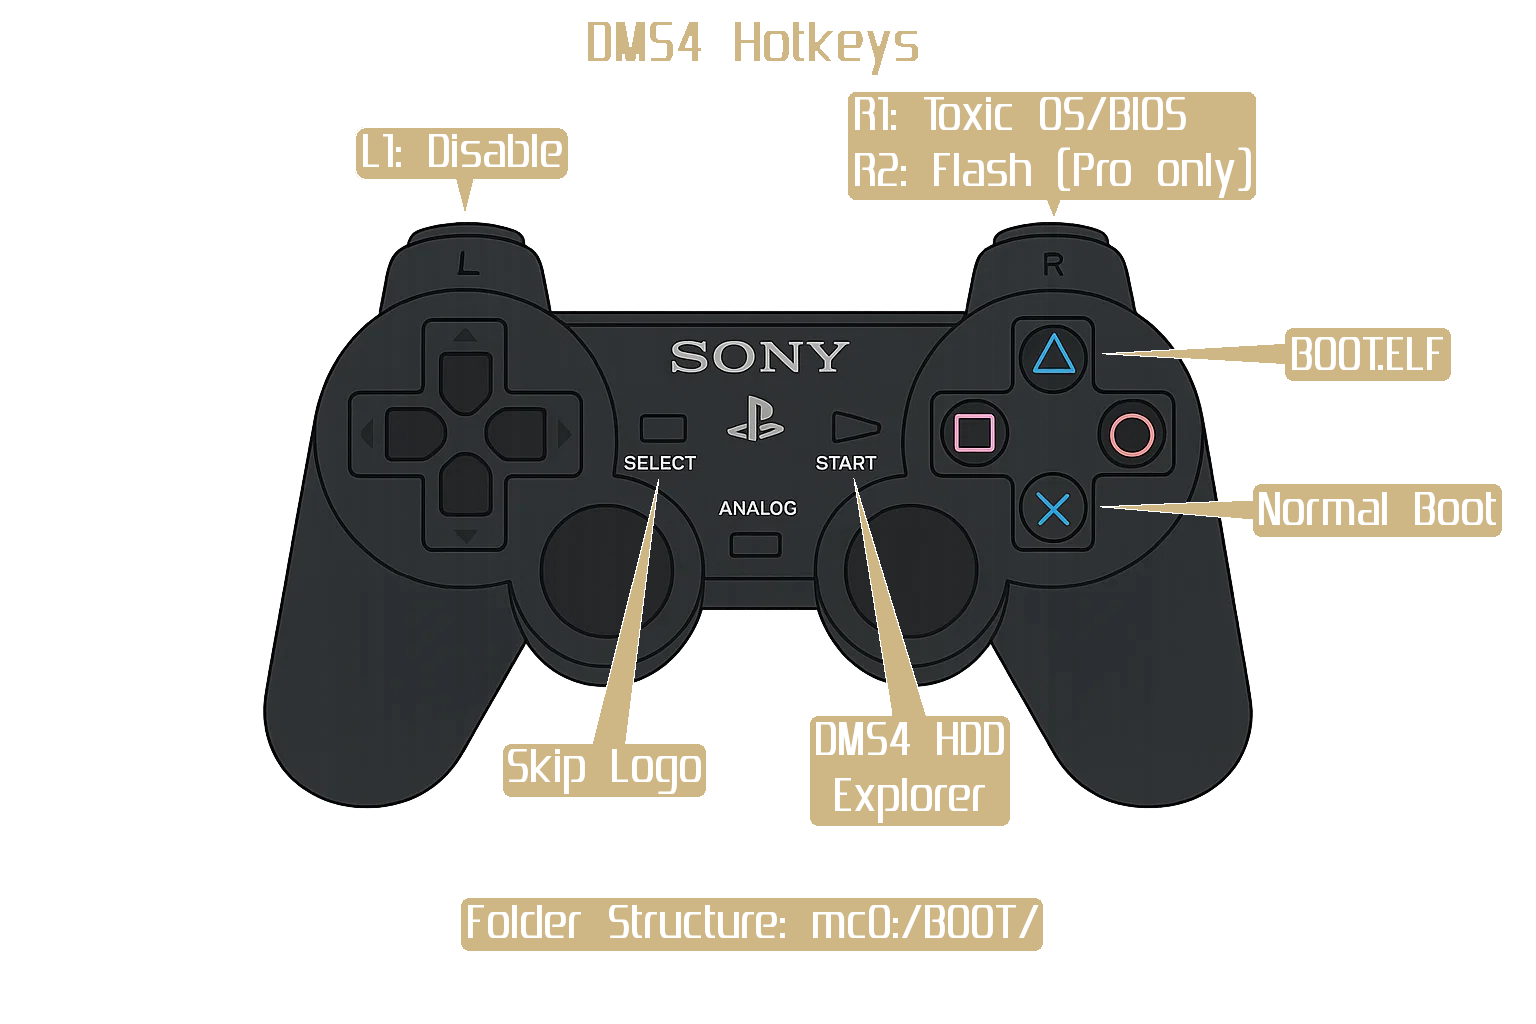 DMS4 Hotkeys
R1: Toxic OS/BIOS
R2: Flash (Pro only)
L1: Disable
L
R
SONY
BOOT.ELF
SELECT
START
ANALOG
Normal Boot
Skip Logo
DMS4 HDD
Explorer
Folder Structure: mc0:/BOOT/